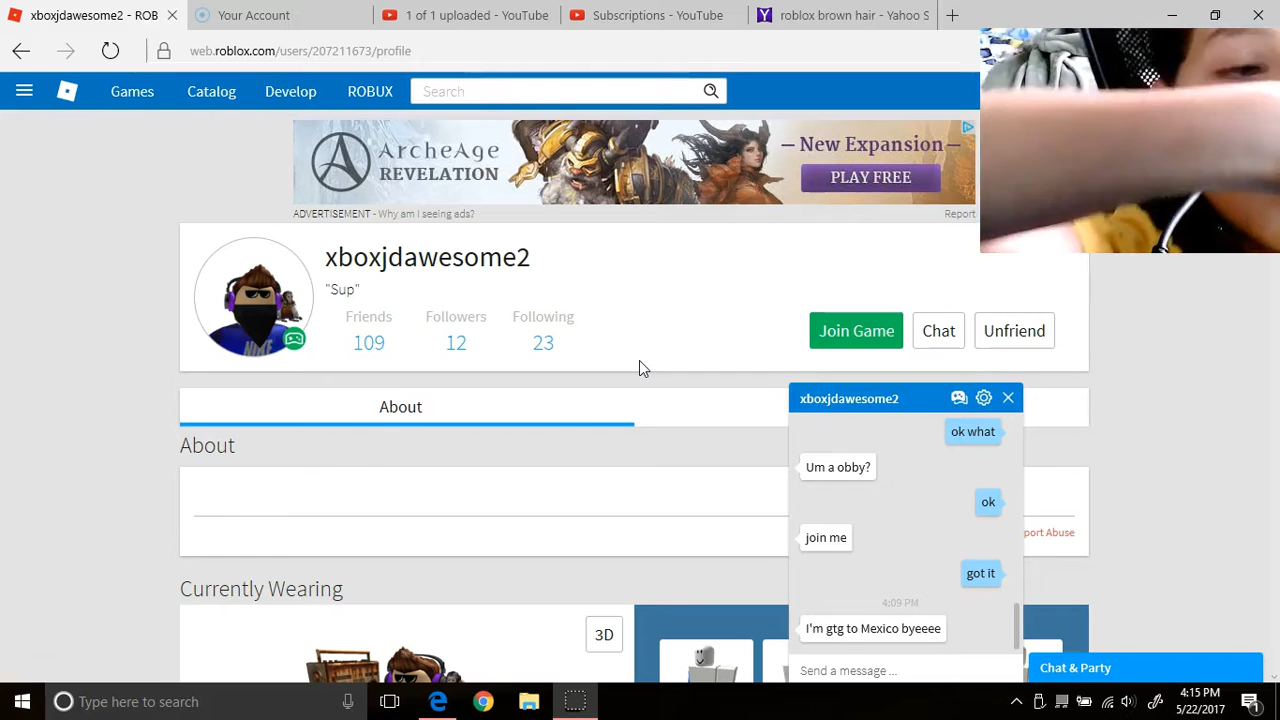 xboxjdawesome2 - ROB
Your Account
1 of 1 uploaded - YouTube
Subscriptions - YouTube
roblox brown hair - Yahoo S
web.roblox.com/users/207211673/profile
Games
Catalog
Develop
ROBUX
Search
ARCHEAGE
REVELATION
— New Expansion —
PLAY FREE
ADVERTISEMENT - Why am I seeing ads?
Report
xboxjdawesome2
"Sup"
Friends
Followers
Following
109
12
23
Join Game
Chat
Unfriend
About
About
port Abuse
Currently Wearing
3D
xboxjdawesome2
ok what
Um a obby?
ok
join me
got it
4:09 PM
I'm gtg to Mexico byeeee
Send a message ...
Chat & Party
Type here to search
4:15 PM
5/22/2017
1